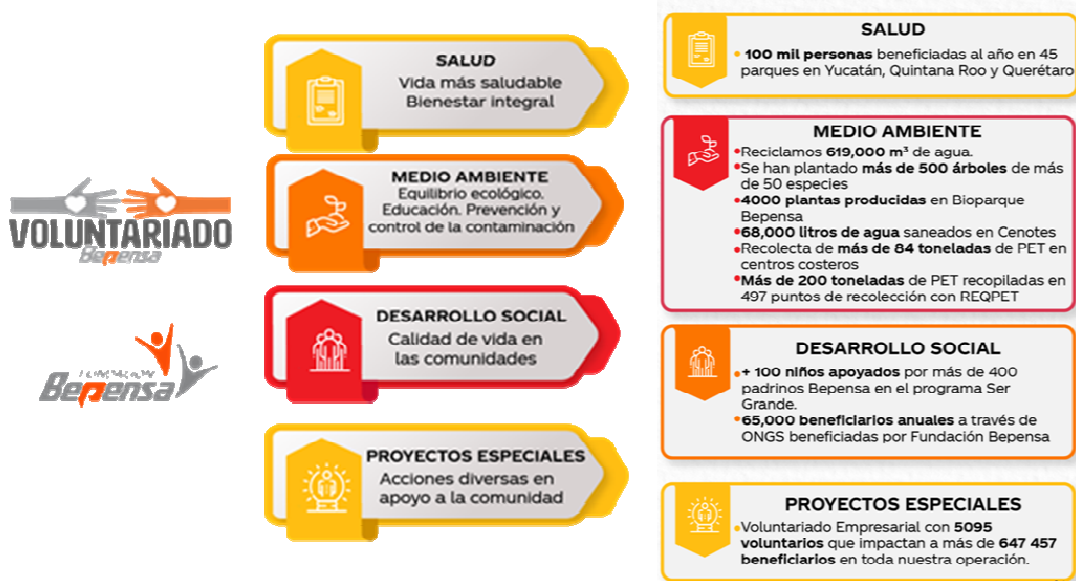 VOLUNTARIADO
Bepensa
FUNDACIÓN
Bepensa
SALUD
Vida más saludable
Bienestar integral
MEDIO AMBIENTE
Equilibrio ecológico.
Educación. Prevención y
control de la contaminación
DESARROLLO SOCIAL
Calidad de vida en
las comunidades
PROYECTOS ESPECIALES
Acciones diversas en
apoyo a la comunidad
SALUD
• 100 mil personas beneficiadas al año en 45
parques en Yucatán, Quintana Roo y Querétaro
MEDIO AMBIENTE
•Reciclamos 619,000 m³ de agua.
•Se han plantado más de 500 árboles de más
de 50 especies
•4000 plantas producidas en Bioparque
Bepensa
•68,000 litros de agua saneados en Cenotes
•Recolecta de más de 64 toneladas de PET en
centros costeros
•Más de 200 toneladas de PET recopiladas en
497 puntos de recolección con REQPET
DESARROLLO SOCIAL
• + 100 niños apoyados por más de 400
padrinos Bepensa en el programa Ser
Grande.
•65,000 beneficiarios anuales a través de
ONGS beneficiadas por Fundación Bepensa
PROYECTOS ESPECIALES
•Voluntariado Empresarial con 5095
voluntarios que impactan a más de 647 457
beneficiarios en toda nuestra operación.